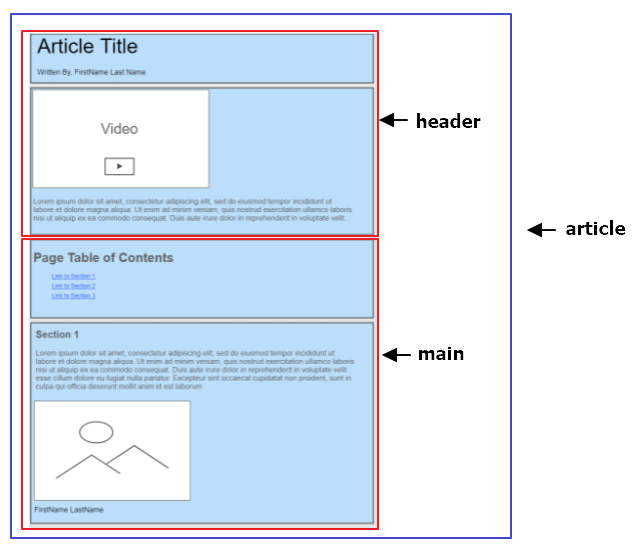 Article Title
Written By, FirstName Last Name
Video
Lorem ipsum dolor sit amet, consectetur adipiscing elit, sed do eiusmod tempor incididunt ut
labore et dolore magna aliqua. Ut enim ad minim veniam, quis nostrud exercitation ullamco laboris
nisi ut aliquip ex ea commodo consequat. Duis aute irure dolor in reprehenderit in voluptate velit
header
article
Page Table of Contents
Link to Section 1
Link to Section 2
Link to Section 3
Section 1
Lorem ipsum dolor sit amet, consectetur adipiscing elit, sed do eiusmod tempor incididunt ut
labore et dolore magna aliqua. Ut enim ad minim veniam, quis nostrud exercitation ullamco laboris
nisi ut aliquip ex ea commodo consequat. Duis aute irure dolor in reprehenderit in voluptate velit
esse cillum dolore eu fugiat nulla pariatur. Excepteur sint occaecat cupidatat non proident, sunt in
culpa qui officia deserunt mollit anim id est laborum.
main
FirstName LastName